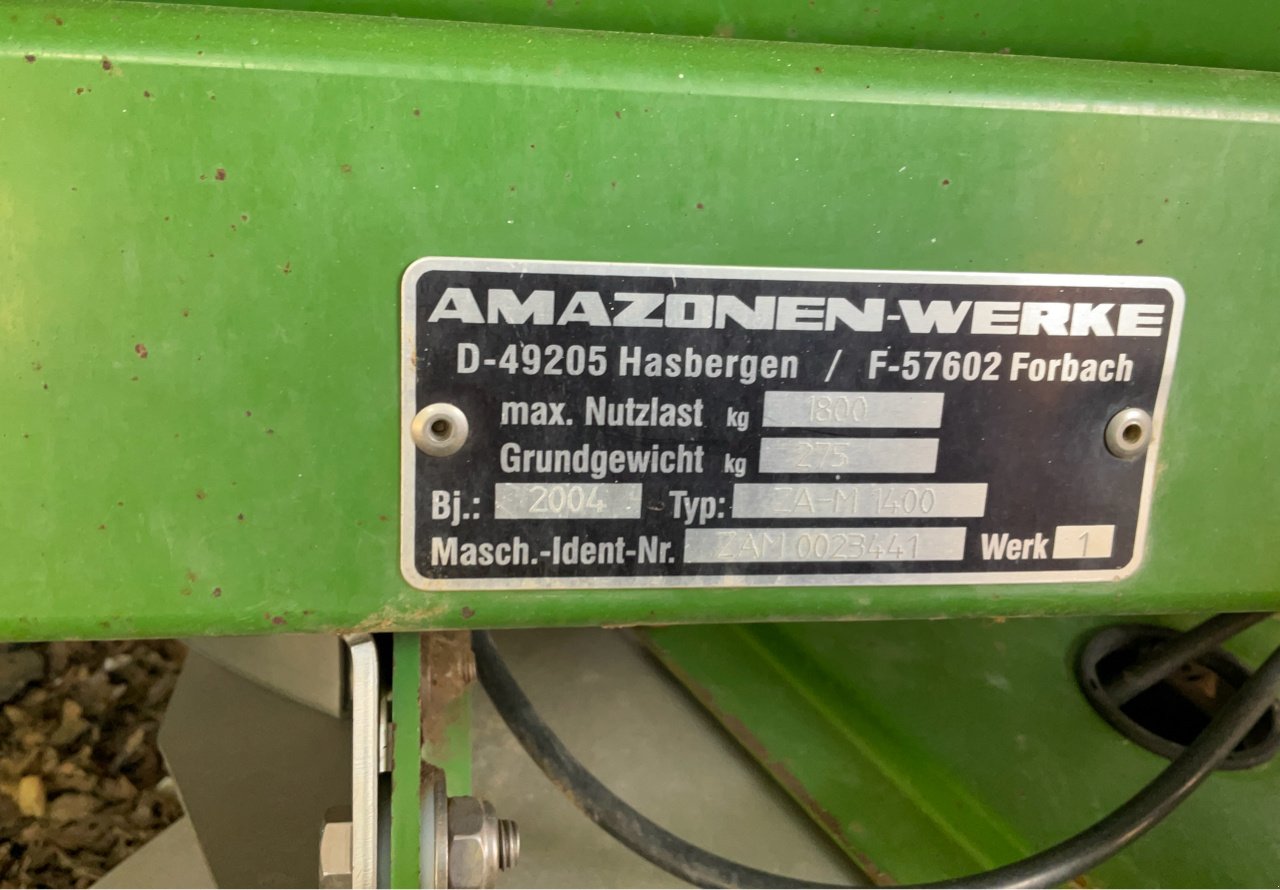 AMAZONEN-WERKE
D-49205 Hasbergen / F-57602 Forbach
max. Nutzlast kg 1800
Grundgewicht kg 275
Bj.: 2004 Typ: ZA-M 1400
Masch.-Ident-Nr. ZAM 0023441 Werk 1